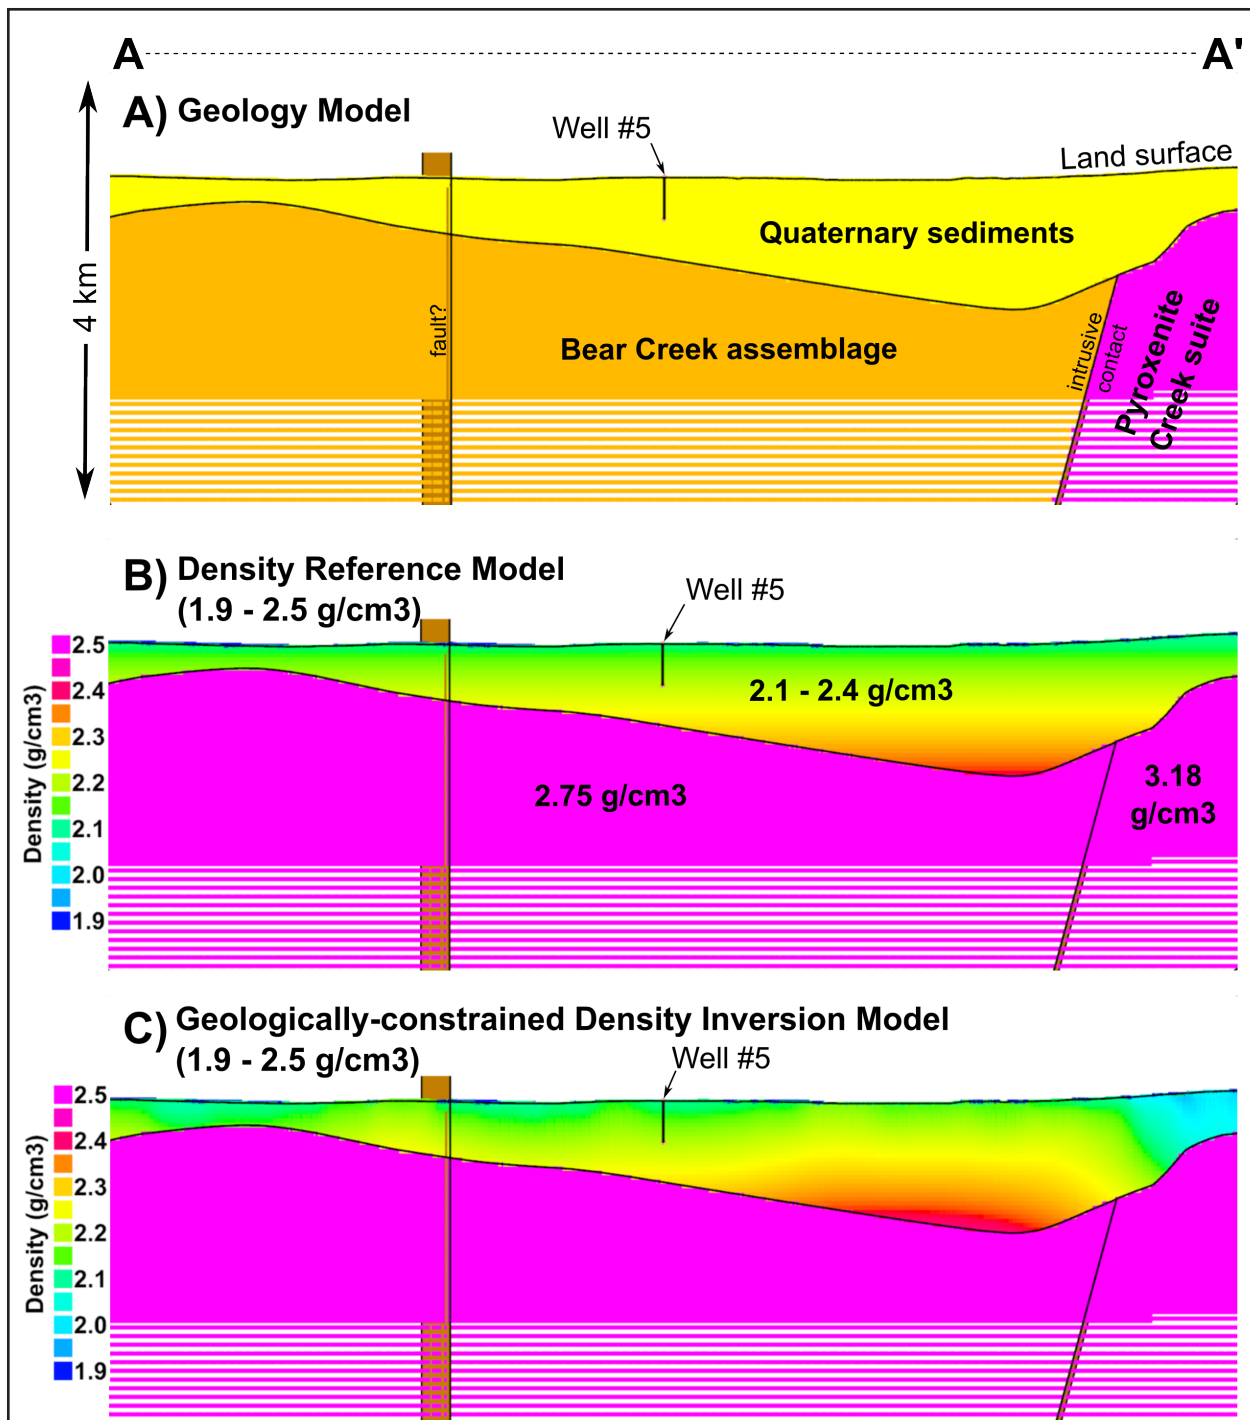 A A'
A) Geology Model
Well #5
Land surface
4 km
Quaternary sediments
fault?
Bear Creek assemblage
intrusive
contact
Pyroxenite
Creek suite
B) Density Reference Model
(1.9 - 2.5 g/cm3)
Well #5
Density (g/cm3)
2.5
2.4
2.3
2.2
2.1
2.0
1.9
2.1 - 2.4 g/cm3
2.75 g/cm3
3.18
g/cm3
C) Geologically-constrained Density Inversion Model
(1.9 - 2.5 g/cm3)
Well #5
Density (g/cm3)
2.5
2.4
2.3
2.2
2.1
2.0
1.9